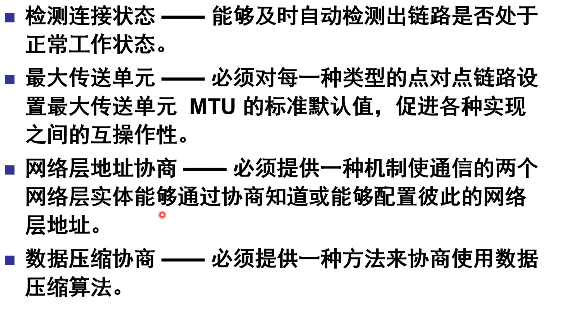 检测连接状态 —— 能够及时自动检测出链路是否处于
正常工作状态。
最大传送单元 —— 必须对每一种类型的点对点链路设
置最大传送单元 MTU 的标准默认值，促进各种实现
之间的互操作性。
网络层地址协商 —— 必须提供一种机制使通信的两个
网络层实体能够通过协商知道或能够配置彼此的网络
层地址。
数据压缩协商 —— 必须提供一种方法来协商使用数据
压缩算法。